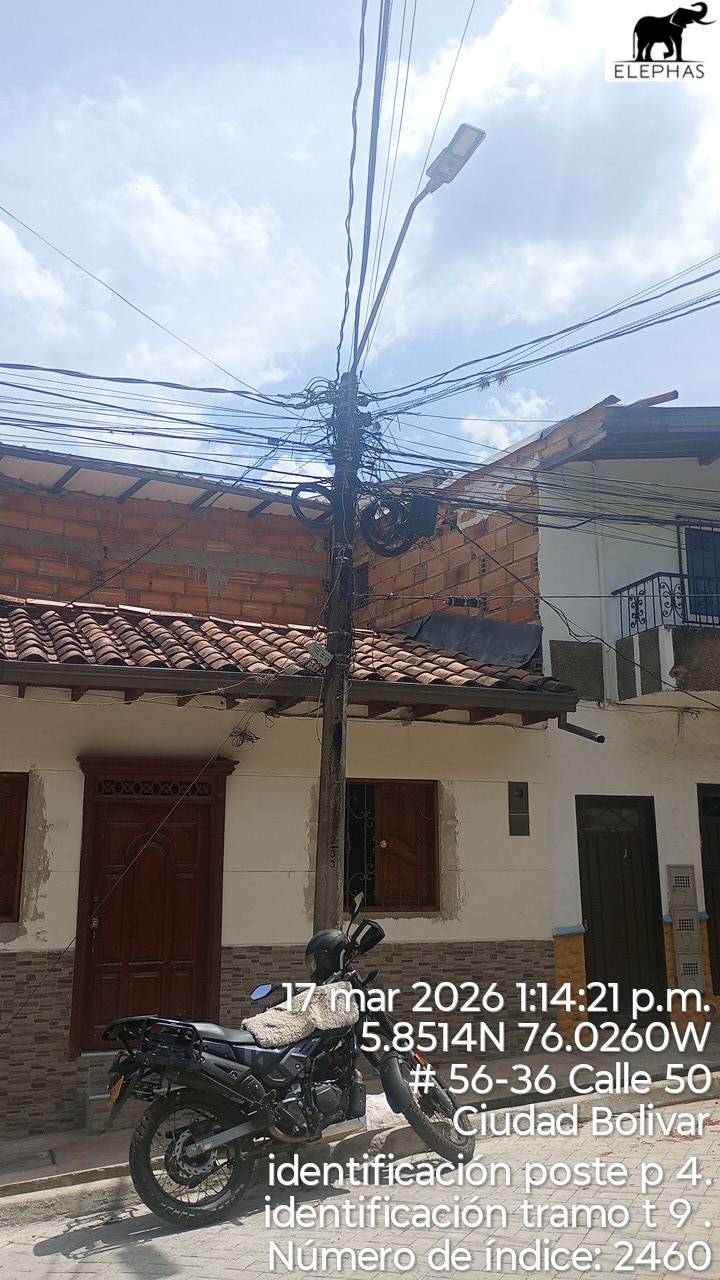 ELEPHAS
333
17 mar 2026 1:14:21 p.m.
5.8514N 76.0260W
# 56-36 Calle 50
Ciudad Bolivar
identificación poste p 4.
identificación tramo t 9 .
Número de índice: 2460